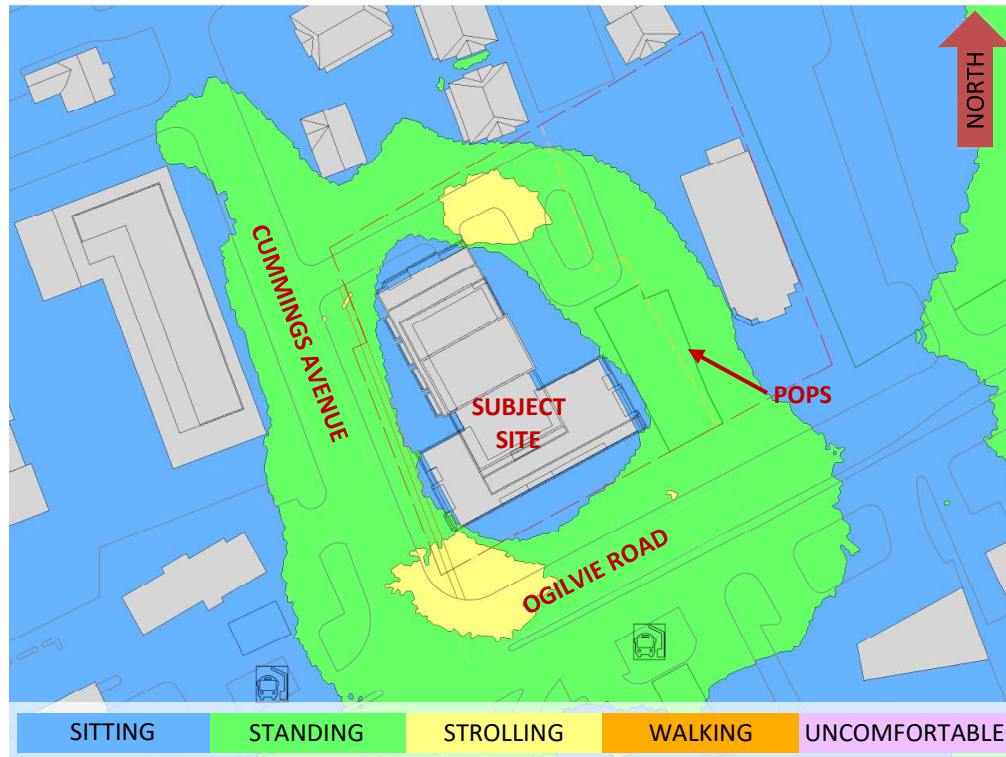 NORTH
CUMMINGS AVENUE
SUBJECT
SITE
POPS
OGILVIE ROAD
SITTING
STANDING
STROLLING
WALKING
UNCOMFORTABLE